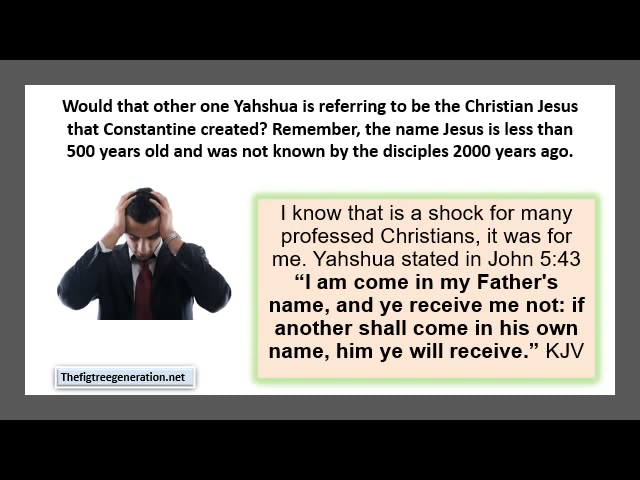 Would that other one Yahshua is referring to be the Christian Jesus
that Constantine created? Remember, the name Jesus is less than
500 years old and was not known by the disciples 2000 years ago.
I know that is a shock for many
professed Christians, it was for
me. Yahshua stated in John 5:43
“I am come in my Father's
name, and ye receive me not: if
another shall come in his own
name, him ye will receive.” KJV
Thefigtreegeneration.net